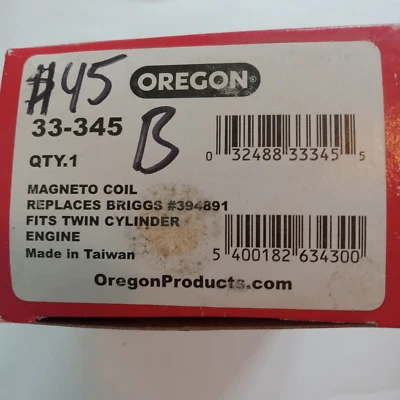 #45 OREGON®
33-345 B
QTY.1
0 32488 33345 5
MAGNETO COIL
REPLACES BRIGGS #394891
FITS TWIN CYLINDER
ENGINE
Made in Taiwan
5 400182 634300
OregonProducts.com